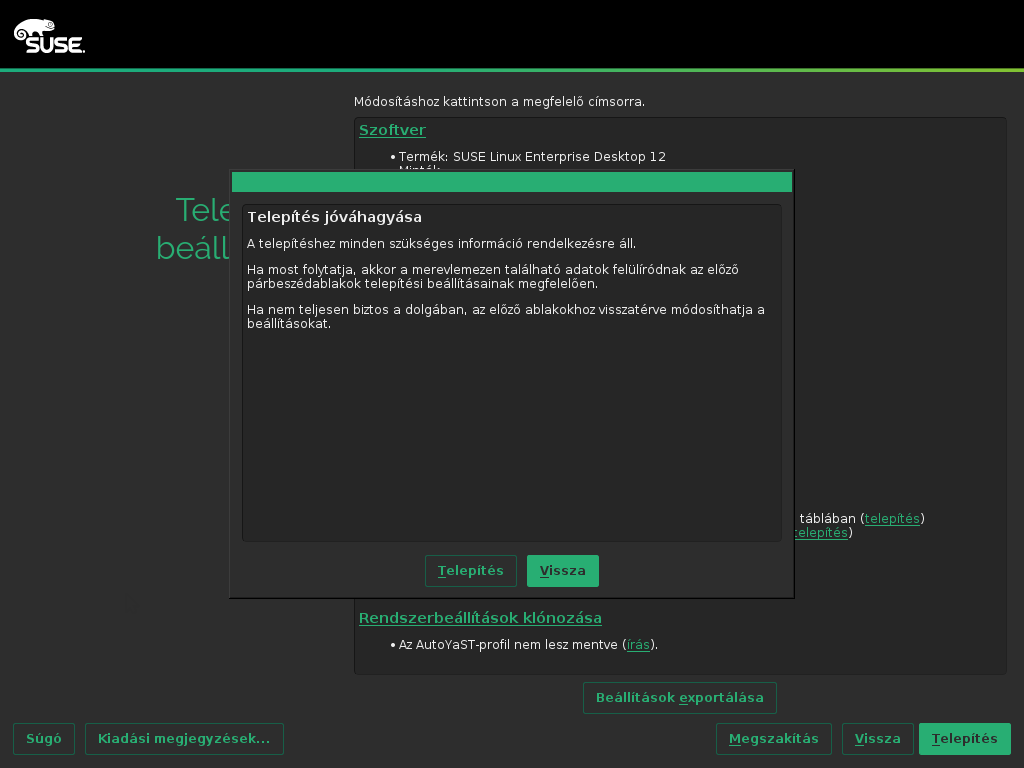 SUSE
Módosításhoz kattintson a megfelelő címsorra.
Szoftver
• Termék: SUSE Linux Enterprise Desktop 12
Telepítés jóváhagyása
A telepítéshez minden szükséges információ rendelkezésre áll.
Ha most folytatja, akkor a merevlemezen található adatok felülíródnak az előző
párbeszédablakok telepítési beállításainak megfelelően.
Ha nem teljesen biztos a dolgában, az előző ablakokhoz visszatérve módosíthatja a
beállításokat.
táblában (telepítés)
telepítés)
Telepítés Vissza
Rendszerbeállítások klónozása
• Az AutoYaST-profil nem lesz mentve (írás).
Beállítások exportálása
Súgó Kiadási megjegyzések... Megszakítás Vissza Telepítés